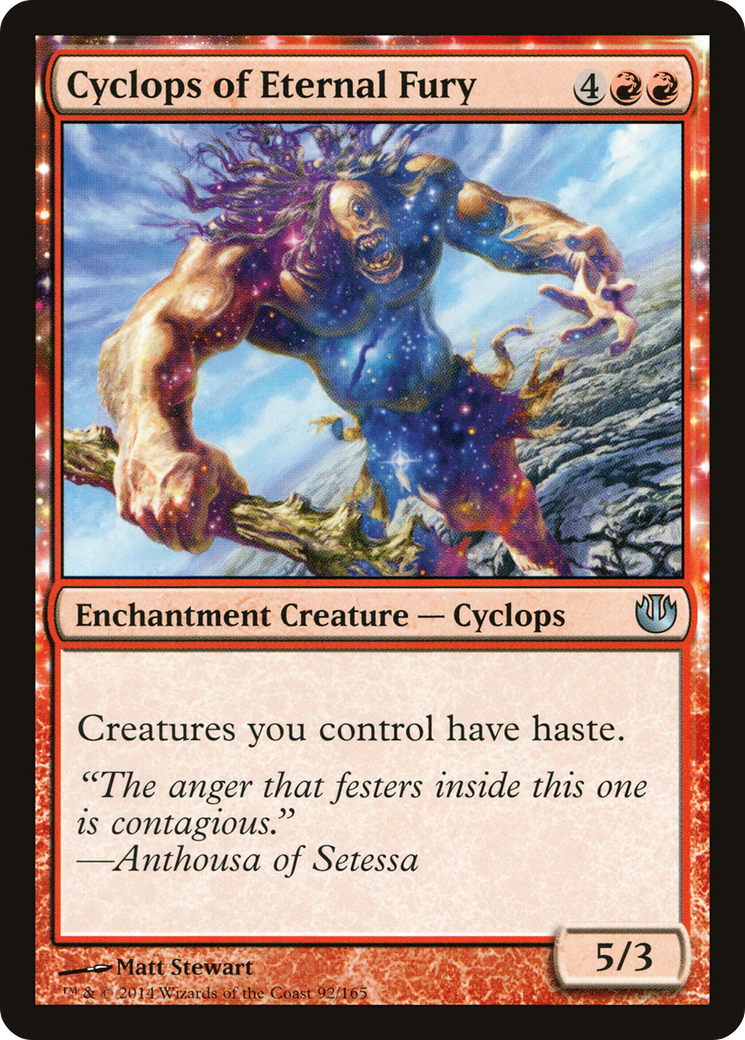 Cyclops of Eternal Fury 4
Enchantment Creature — Cyclops
Creatures you control have haste.
“The anger that festers inside this one
is contagious.”
—Anthousa of Setessa
5/3
Matt Stewart
™ & © 2014 Wizards of the Coast 92/165